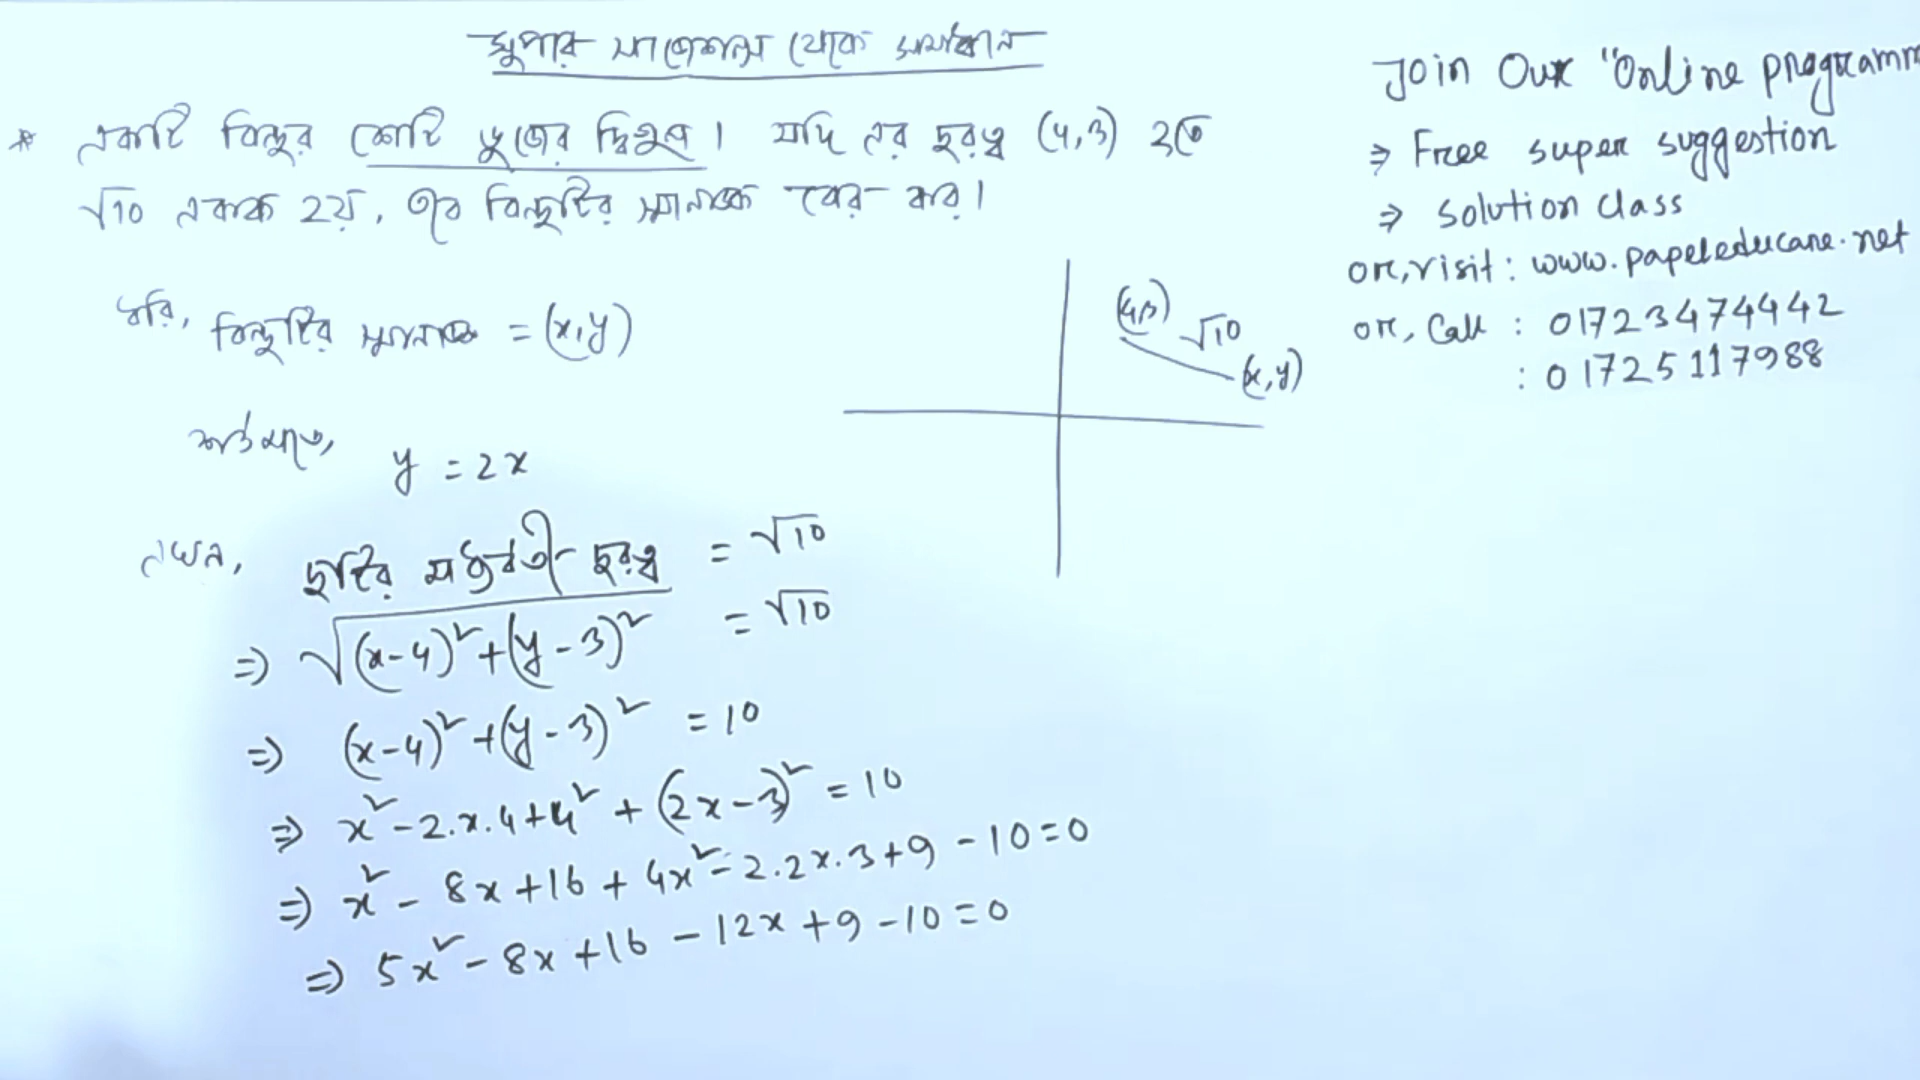 সুপার সাজেশন্স থেকে সমাধান
* একটি বিন্দুর কোটি ভুজের দ্বিগুণ। যদি এর দূরত্ব (4,3) হতে
√10 একক হয়, তবে বিন্দুটির স্থানাঙ্ক বের কর।
ধরি, বিন্দুটির স্থানাঙ্ক = (x,y)
শর্তমতে,
y = 2x
এখন, দুটির মধ্যবর্তী দূরত্ব = √10
⇒ √(x-4)²+(y-3)² = √10
⇒ (x-4)²+(y-3)² = 10
⇒ x²-2.x.4+4² + (2x-3)² = 10
⇒ x² - 8x+16 + 4x²-2.2x.3+9 - 10=0
⇒ 5x²-8x+16 - 12x+9-10=0
(4,3) √10
(x,y)
Join Our "Online programm
⇒ Free super suggestion
⇒ Solution Class
or, visit : www.papeleducare.net
or, Call : 01723474442
: 01725117988